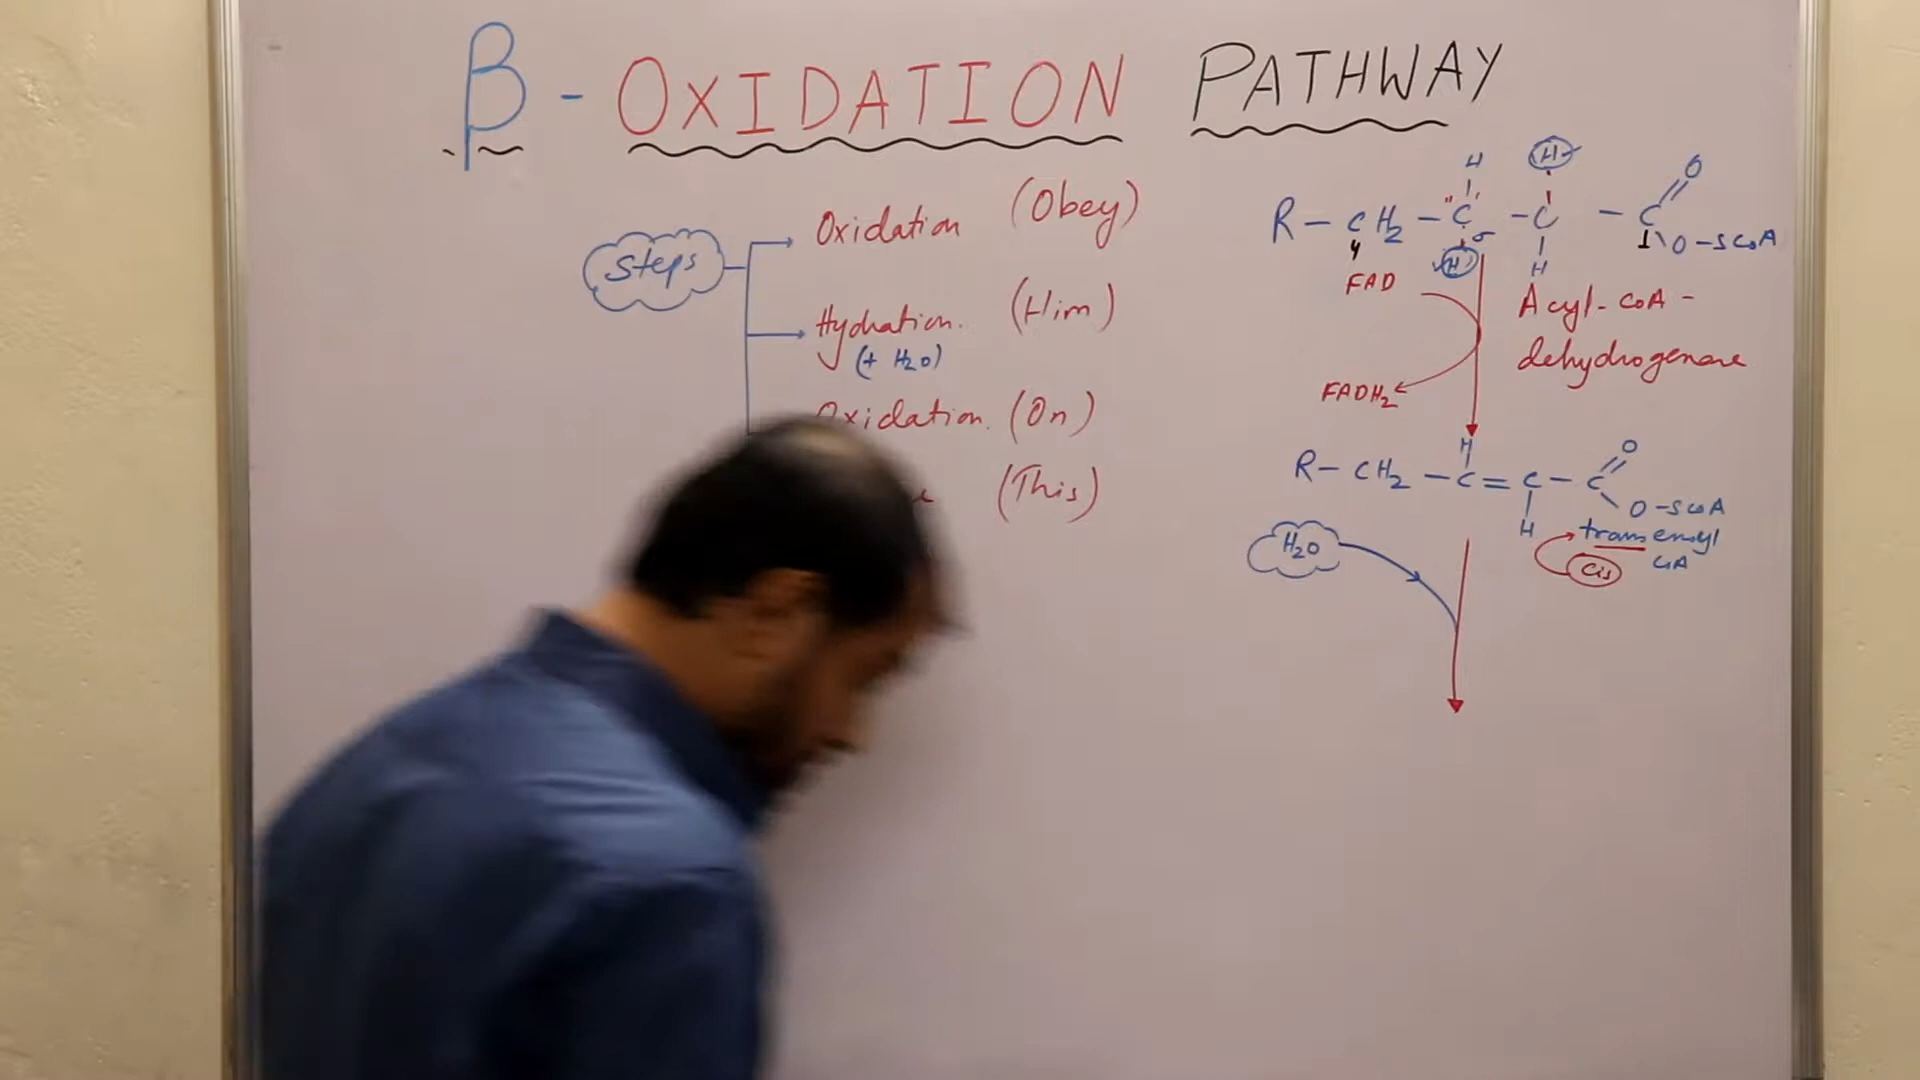 β - OXIDATION PATHWAY
Steps
Oxidation (Obey)
Hydration. (Him)
(+ H2O)
Oxidation. (On)
(This)
H H
R - CH2 - C - C - C O
O - SCoA
4 H H 1
FAD
Acyl-CoA -
dehydrogenase
FADH2
H
R - CH2 - C = C - C O
O - SCoA
H
trans enoyl
CoA
cis
H2O